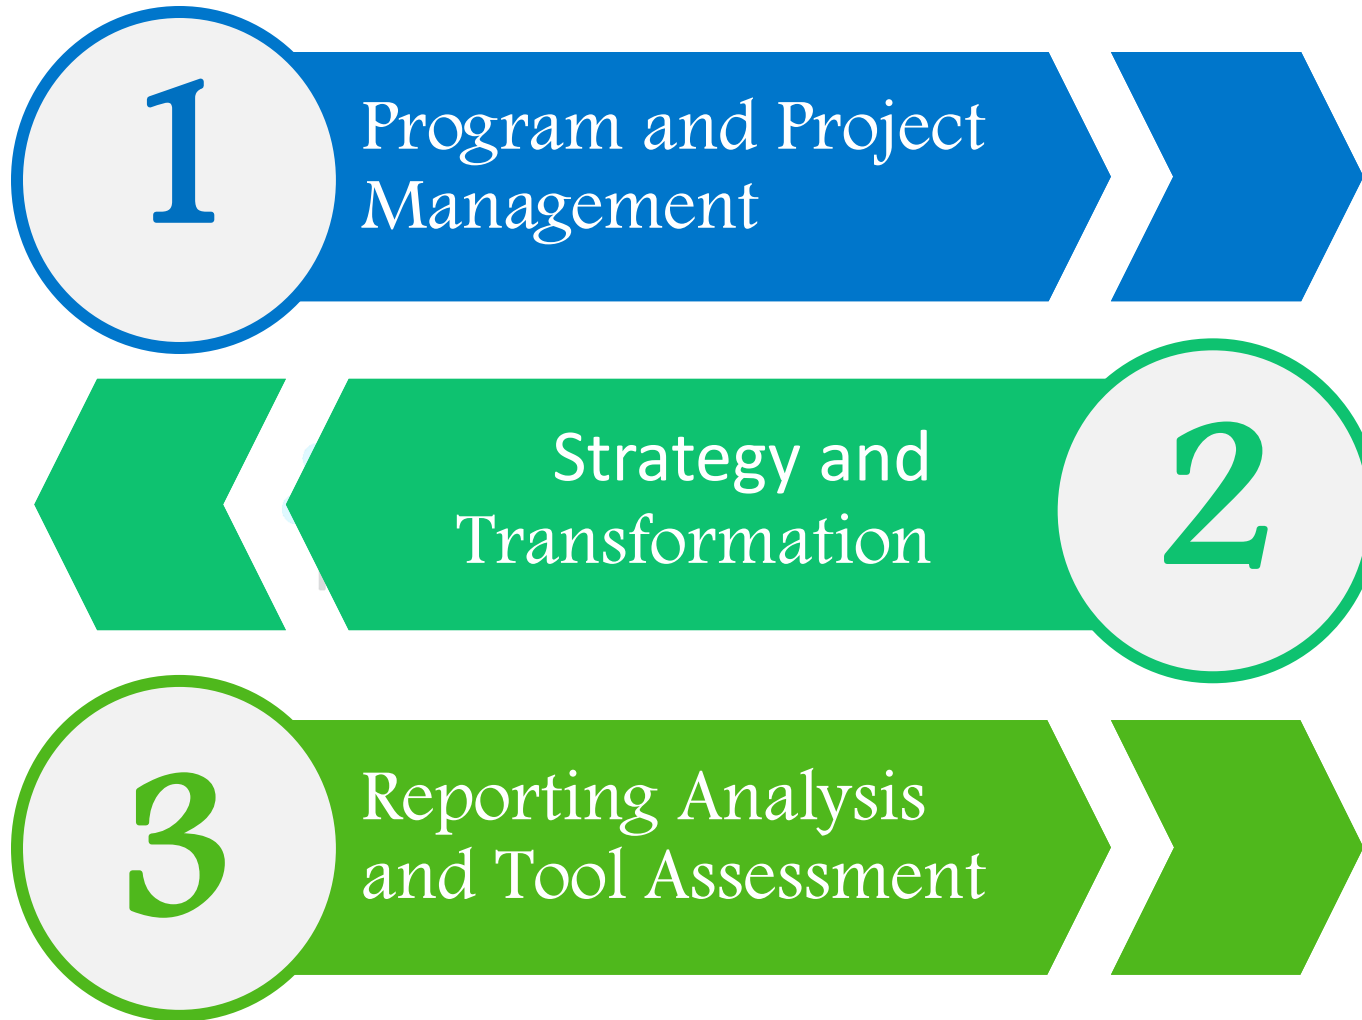 1
Program and Project
Management
Strategy and
Transformation
2
3
Reporting Analysis
and Tool Assessment